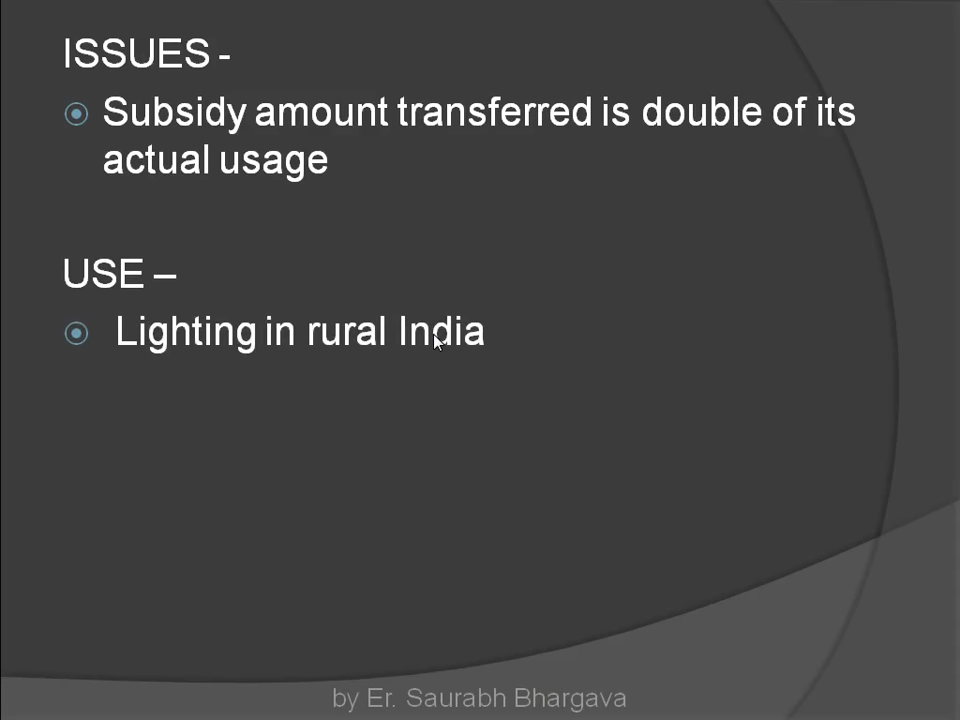 ISSUES -
Subsidy amount transferred is double of its
actual usage
USE –
Lighting in rural India
by Er. Saurabh Bhargava